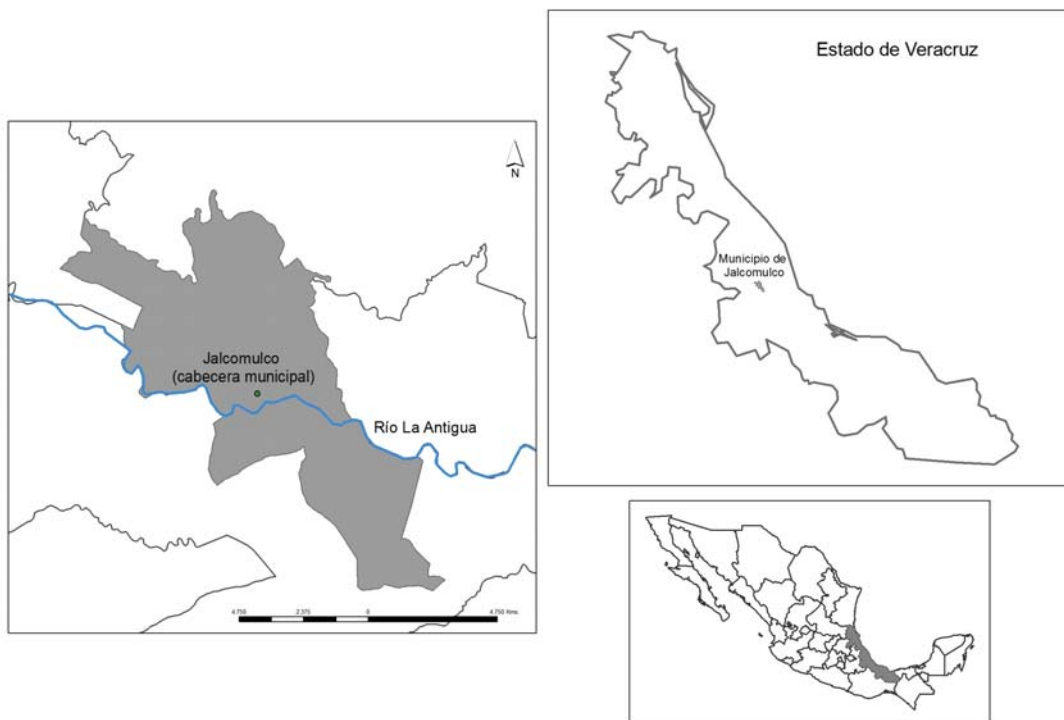 Estado de Veracruz
Municipio de
Jalcomulco
N
Jalcomulco
(cabecera municipal)
Río La Antigua
4.750 2.375 0 4.750 Kms.